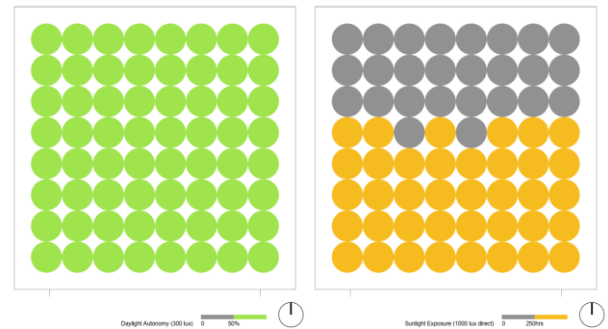 Daylight Autonomy (300 lux)
0 50%
Sunlight Exposure (1000 lux direct)
0 250hrs